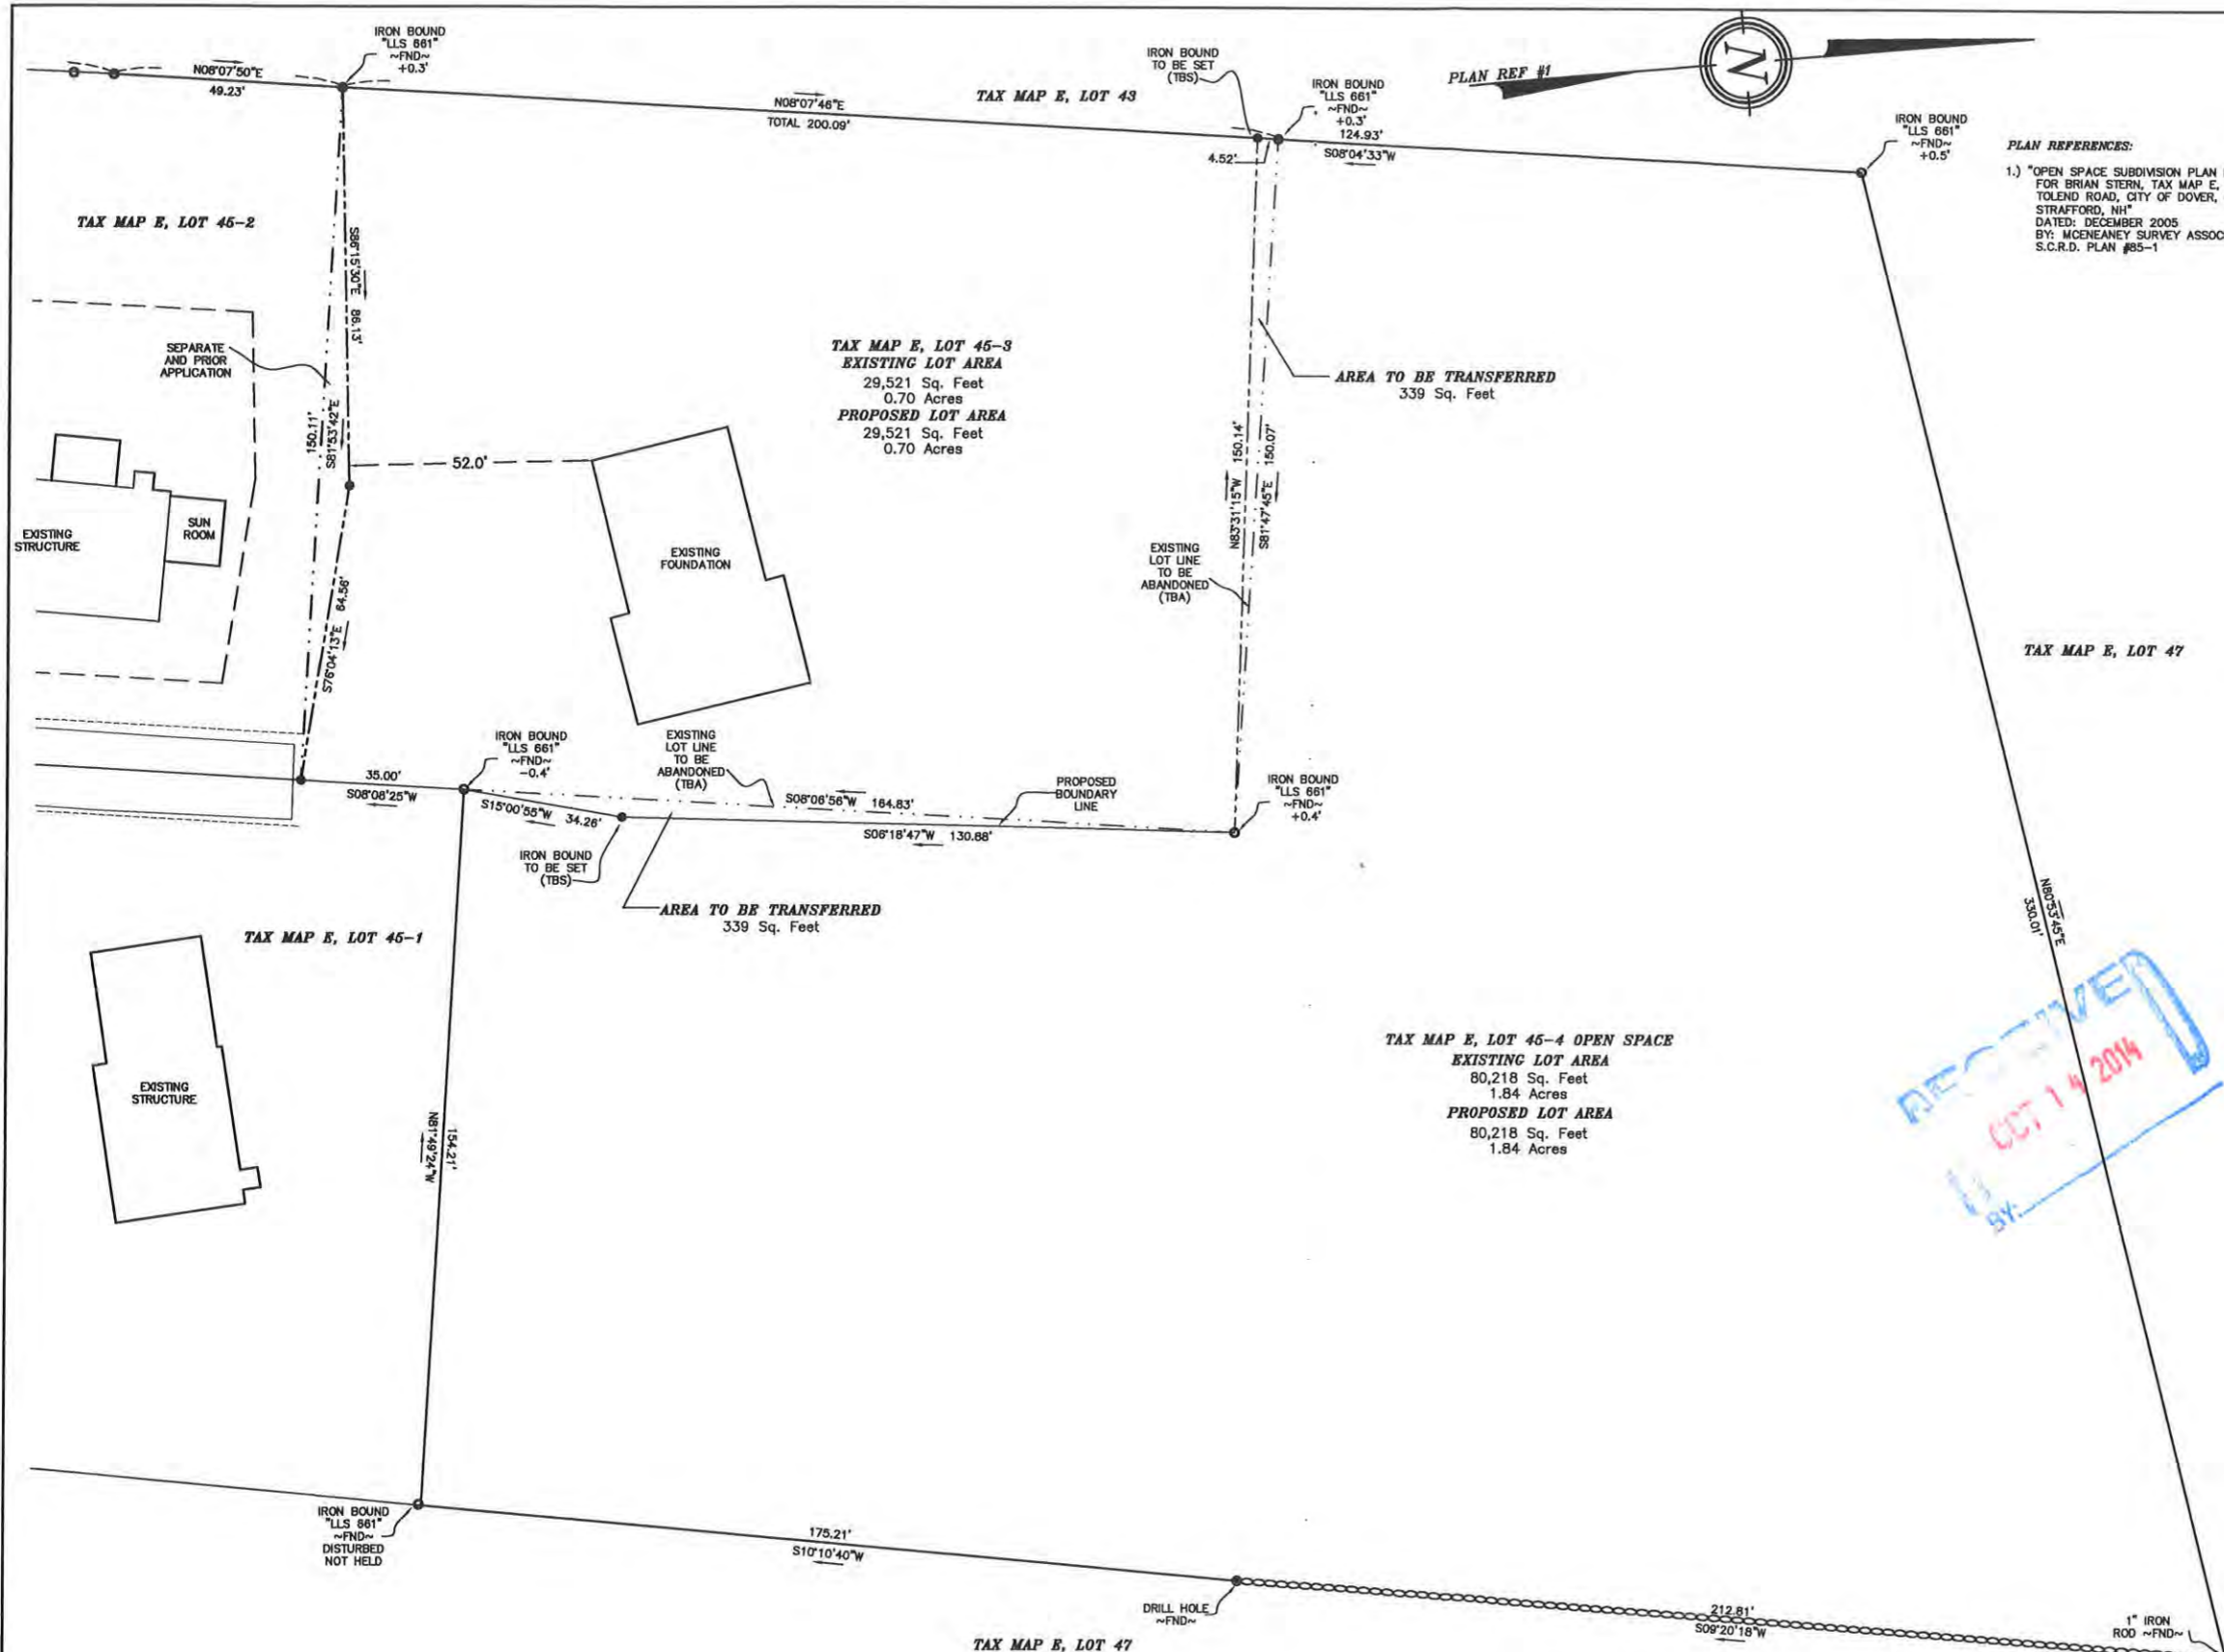 IRON BOUND
"LLS 661"
~FND~
+0.3'
N08°07'50"E
49.23'
N08°07'46"E
TOTAL 200.09'
TAX MAP E, LOT 43
IRON BOUND
TO BE SET
(TBS)
IRON BOUND
"LLS 661"
~FND~
+0.3'
124.93'
S08°04'33"W
4.52'
PLAN REF #1
N
IRON BOUND
"LLS 661"
~FND~
+0.5'
PLAN REFERENCES:
1.) "OPEN SPACE SUBDIVISION PLAN
FOR BRIAN STERN, TAX MAP E,
TOLEND ROAD, CITY OF DOVER,
STRAFFORD, NH"
DATED: DECEMBER 2005
BY: MCENEANEY SURVEY ASSOC
S.C.R.D. PLAN #85-1
TAX MAP E, LOT 45-2
S86°15'30"E 86.13'
SEPARATE
AND PRIOR
APPLICATION
150.11'
S81°53'42"E
TAX MAP E, LOT 45-3
EXISTING LOT AREA
29,521 Sq. Feet
0.70 Acres
PROPOSED LOT AREA
29,521 Sq. Feet
0.70 Acres
AREA TO BE TRANSFERRED
339 Sq. Feet
52.0'
N83°31'15"W 150.14'
S81°47'45"E 150.07'
EXISTING
STRUCTURE
SUN
ROOM
EXISTING
FOUNDATION
EXISTING
LOT LINE
TO BE
ABANDONED
(TBA)
S76°04'13"E 64.56'
TAX MAP E, LOT 47
35.00'
S08°08'25"W
IRON BOUND
"LLS 661"
~FND~
-0.4'
EXISTING
LOT LINE
TO BE
ABANDONED
(TBA)
S08°06'56"W 164.83'
PROPOSED
BOUNDARY
LINE
IRON BOUND
"LLS 661"
~FND~
+0.4'
S15°00'55"W 34.26'
S06°18'47"W 130.88'
IRON BOUND
TO BE SET
(TBS)
AREA TO BE TRANSFERRED
339 Sq. Feet
N80°53'45"E
330.01'
TAX MAP E, LOT 45-1
EXISTING
STRUCTURE
N81°49'24"W
154.21'
TAX MAP E, LOT 45-4 OPEN SPACE
EXISTING LOT AREA
80,218 Sq. Feet
1.84 Acres
PROPOSED LOT AREA
80,218 Sq. Feet
1.84 Acres
RECEIVED
OCT 14 2014
BY:
IRON BOUND
"LLS 661"
~FND~
DISTURBED
NOT HELD
175.21'
S10°10'40"W
DRILL HOLE
~FND~
212.81'
S09°20'18"W
1" IRON
ROD ~FND~
TAX MAP E, LOT 47